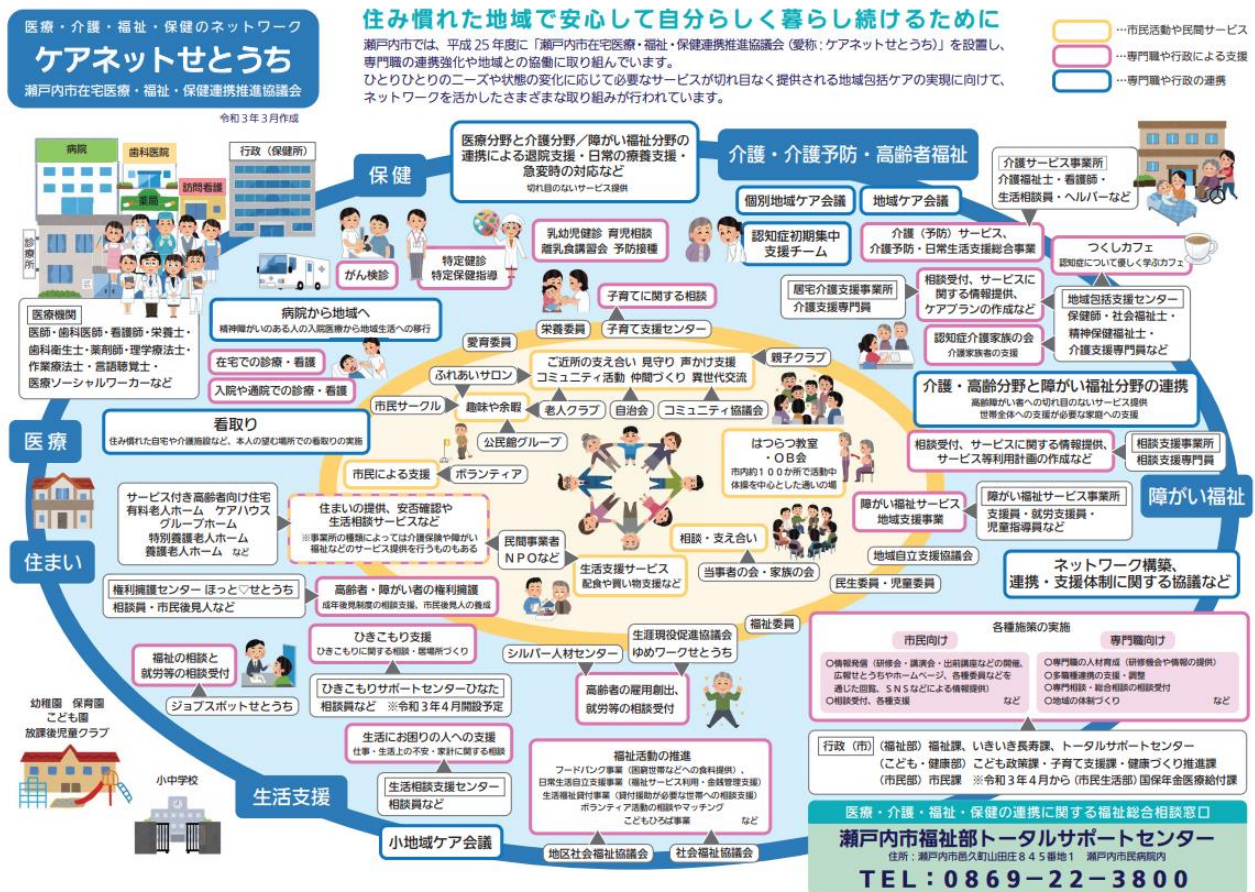 医療・介護・福祉・保健のネットワーク
ケアネットせとうち
瀬戸内市在宅医療・福祉・保健連携推進協議会
令和3年3月作成
住み慣れた地域で安心して自分らしく暮らし続けるために
瀬戸内市では、平成25年度に「瀬戸内市在宅医療・福祉・保健連携推進協議会(愛称:ケアネットせとうち)」を設置し、
専門職の連携強化や地域との協働に取り組んでいます。
ひとりひとりのニーズや状態の変化に応じて必要なサービスが切れ目なく提供される地域包括ケアの実現に向けて、
ネットワークを活かしたさまざまな取り組みが行われています。
…市民活動や民間サービス
…専門職や行政による支援
…専門職や行政の連携
病院
歯科医院
訪問看護
薬局
診療所
行政(保健所)
保健
医療分野と介護分野/障がい福祉分野の
連携による退院支援・日常の療養支援・
急変時の対応など
切れ目のないサービス提供
介護・介護予防・高齢者福祉
介護サービス事業所
介護福祉士・看護師・
生活相談員・ヘルパーなど
個別地域ケア会議
地域ケア会議
認知症初期集中
支援チーム
介護(予防)サービス、
介護予防・日常生活支援総合事業
つくしカフェ
認知症について優しく学ぶカフェ
がん検診
特定健診
特定保健指導
乳幼児健診 育児相談
離乳食講習会 予防接種
子育てに関する相談
栄養委員
子育て支援センター
愛育委員
居宅介護支援事業所
介護支援専門員
相談受付、サービスに
関する情報提供、
ケアプランの作成など
地域包括支援センター
保健師・社会福祉士・
精神保健福祉士・
介護支援専門員など
認知症介護家族の会
介護家族者の支援
医療機関
医師・歯科医師・看護師・栄養士・
歯科衛生士・薬剤師・理学療法士・
作業療法士・言語聴覚士・
医療ソーシャルワーカーなど
病院から地域へ
精神障がいのある人の入院医療から地域生活への移行
在宅での診療・看護
入院や通院での診療・看護
看取り
住み慣れた自宅や介護施設など、本人の望む場所での看取りの実施
医療
ご近所の支え合い 見守り 声かけ支援
コミュニティ活動 仲間づくり 異世代交流
親子クラブ
ふれあいサロン
市民サークル
趣味や余暇
老人クラブ
自治会
コミュニティ協議会
公民館グループ
市民による支援
ボランティア
はつらつ教室
・OB会
市内約100か所で活動中
体操を中心とした通いの場
介護・高齢分野と障がい福祉分野の連携
高齢障がい者への切れ目のないサービス提供
世帯全体への支援が必要な家庭への支援
相談受付、サービスに関する情報提供、
サービス等利用計画の作成など
相談支援事業所
相談支援専門員
障がい福祉
障がい福祉サービス
地域支援事業
障がい福祉サービス事業所
支援員・就労支援員・
児童指導員など
地域自立支援協議会
民生委員・児童委員
福祉委員
ネットワーク構築、
連携・支援体制に関する協議など
住まい
サービス付き高齢者向け住宅
有料老人ホーム ケアハウス
グループホーム
特別養護老人ホーム
養護老人ホーム など
住まいの提供、安否確認や
生活相談サービスなど
※事業所の種類によっては介護保険や障がい
福祉などのサービス提供を行うものもある
民間事業者
NPOなど
生活支援サービス
配食や買い物支援など
相談・支え合い
当事者の会・家族の会
権利擁護センター ほっと♡せとうち
相談員・市民後見人など
高齢者・障がい者の権利擁護
成年後見制度の相談支援、市民後見人の養成
福祉の相談と
就労等の相談受付
ジョブスポットせとうち
ひきこもり支援
ひきこもりに関する相談・居場所づくり
ひきこもりサポートセンターひなた
相談員など ※令和3年4月開設予定
シルバー人材センター
生涯現役促進協議会
ゆめワークせとうち
高齢者の雇用創出、
就労等の相談受付
生活にお困りの人への支援
仕事・生活上の不安・家計に関する相談
生活相談支援センター
相談員など
幼稚園 保育園
こども園
放課後児童クラブ
小中学校
生活支援
小地域ケア会議
福祉活動の推進
フードバンク事業(困窮世帯などへの食料提供)、
日常生活自立支援事業(福祉サービス利用・金銭管理支援)
生活福祉貸付事業(貸付援助が必要な世帯への相談支援)
ボランティア活動の相談やマッチング
こどもひろば事業 など
地区社会福祉協議会
社会福祉協議会
各種施策の実施
市民向け
○情報発信(研修会・講演会・出前講座などの開催、
広報せとうちやホームページ、各種委員などを
通じた回覧、SNSなどによる情報提供)
○相談受付、各種支援 など
専門職向け
○専門職の人材育成(研修機会や情報の提供)
○多職種連携の支援・調整
○専門相談・総合相談の相談受付
○地域の体制づくり など
行政(市) (福祉部)福祉課、いきいき長寿課、トータルサポートセンター
(こども・健康部)こども政策課・子育て支援課・健康づくり推進課
(市民部)市民課 ※令和3年4月から(市民生活部)国保年金医療給付課
医療・介護・福祉・保健の連携に関する福祉総合相談窓口
瀬戸内市福祉部トータルサポートセンター
住所:瀬戸内市邑久町山田庄845番地1 瀬戸内市民病院内
TEL:0869-22-3800